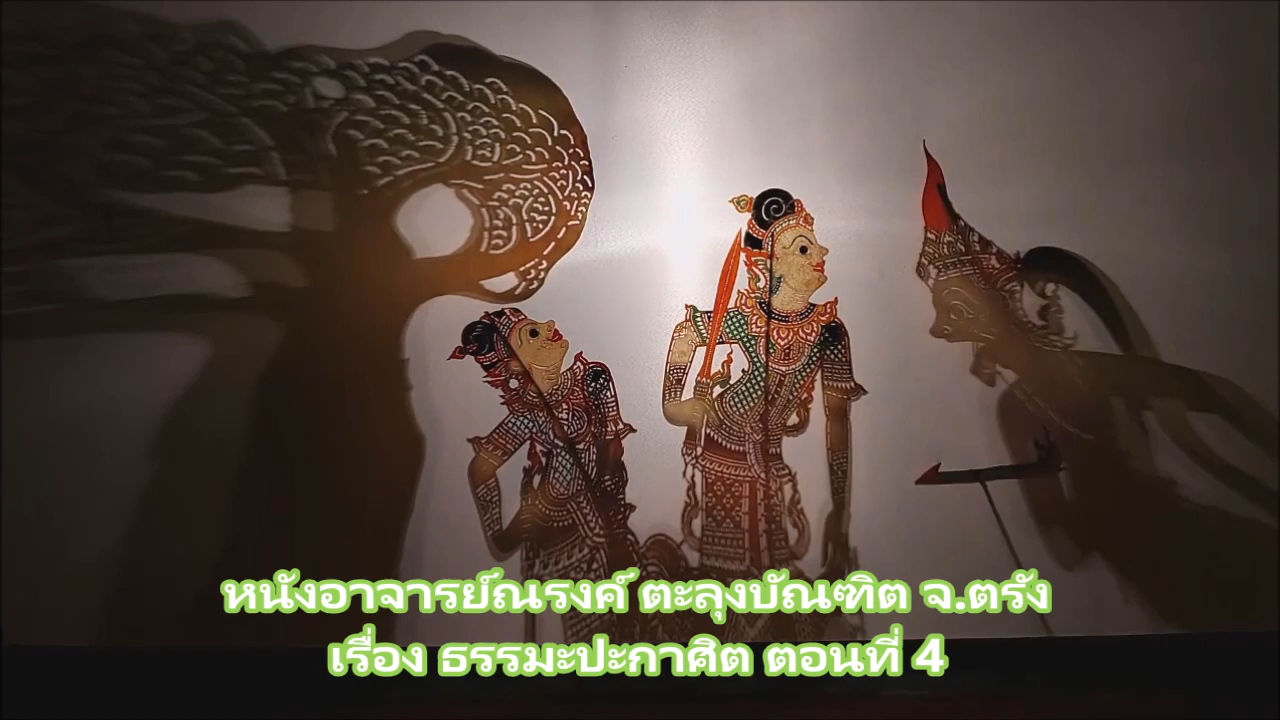 หนังอาจารย์ณรงค์ ตะลุงบัณฑิต จ.ตรัง
เรื่อง ธรรมะปะกาศิต ตอนที่ 4